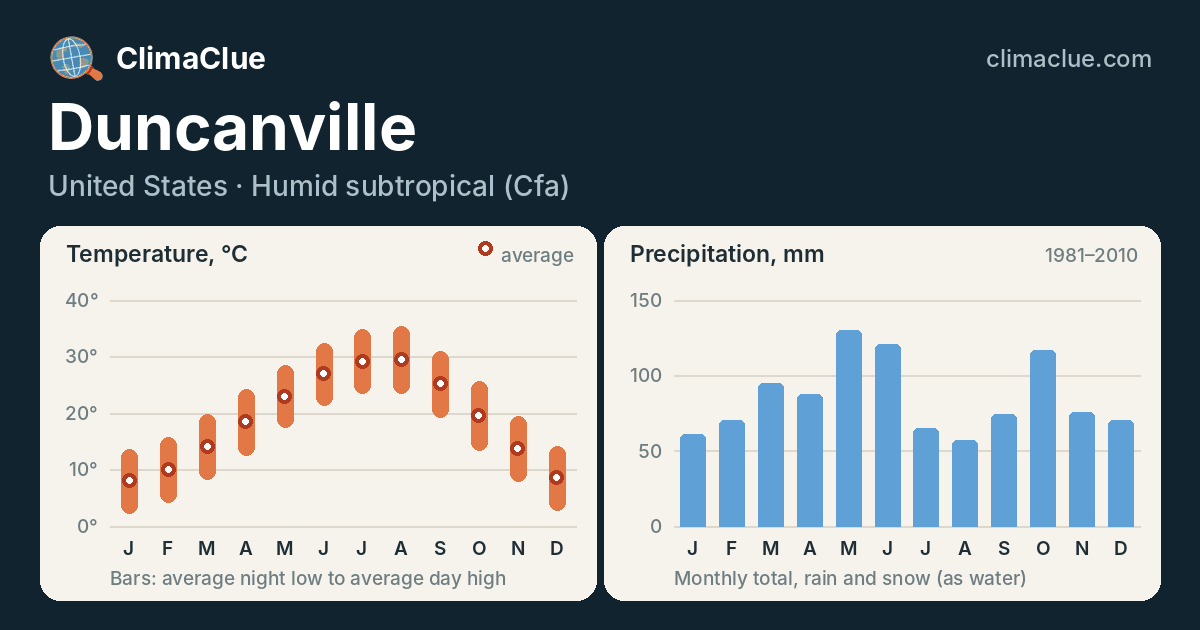 ClimaClue
climaclue.com
Duncanville
United States · Humid subtropical (Cfa)
Temperature, °C
average
40°
30°
20°
10°
0°
J F M A M J J A S O N D
Bars: average night low to average day high
Precipitation, mm
1981–2010
150
100
50
0
J F M A M J J A S O N D
Monthly total, rain and snow (as water)